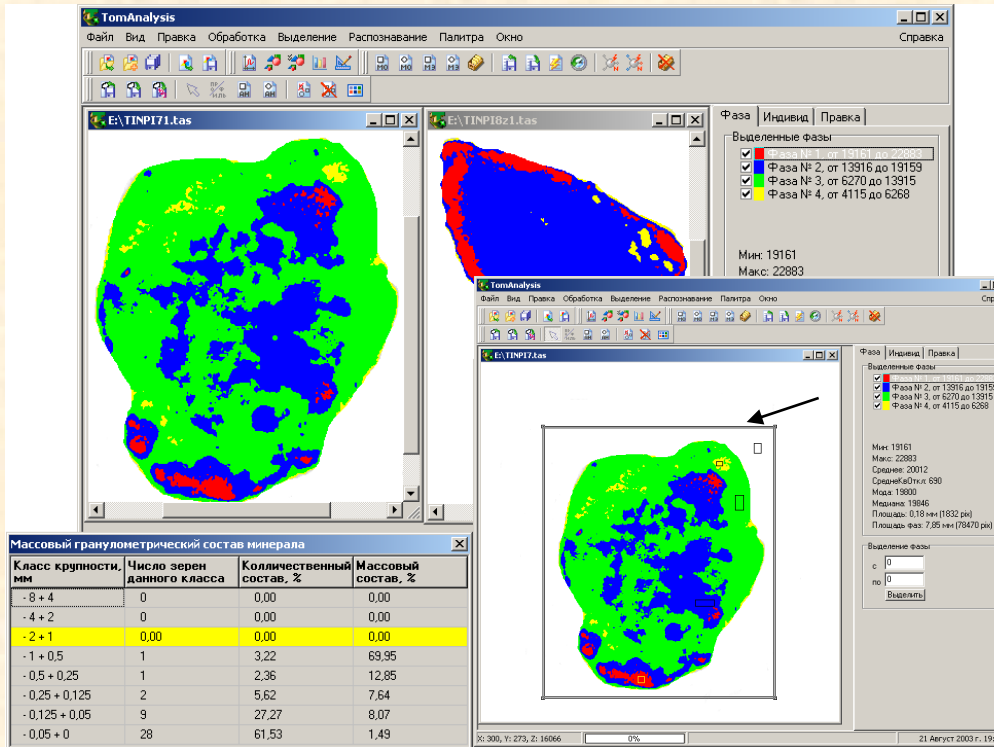 TomAnalysis
Файл Вид Правка Обработка Выделение Распознавание Палитра Окно Справка
E:\TINPI71.tas
E:\TINPI8z1.tas
Фаза Индивид Правка
Выделенные фазы
Фаза № 1, от 19161 до 22883
Фаза № 2, от 13916 до 19159
Фаза № 3, от 6270 до 13915
Фаза № 4, от 4115 до 6268
Мин: 19161
Макс: 22883
TomAnalysis
Файл Вид Правка Обработка Выделение Распознавание Палитра Окно
E:\TINPI7.tas
Фаза Индивид Правка
Выделенные фазы
Фаза № 1, от 19161 до 2288
Фаза № 2, от 13916 до 19159
Фаза № 3, от 6270 до 13915
Фаза № 4, от 4115 до 6268
Мин: 19161
Макс: 22883
Среднее: 20012
СреднеКвОткл: 690
Мода: 19800
Медиана: 19846
Площадь: 0,18 мм (1832 pix)
Площадь фаз: 7,85 мм (78470 pix)
Выделение фазы
с 0
по 0
Выделить
X: 300, Y: 273, Z: 16066 0% 21 Август 2003 г. 19:
Массовый гранулометрический состав минерала
Класс крупности, мм Число зерен данного класса Колличественный состав, % Массовый состав, %
- 8 + 4 0 0,00 0,00
- 4 + 2 0 0,00 0,00
- 2 + 1 0,00 0,00 0,00
- 1 + 0,5 1 3,22 69,95
- 0,5 + 0,25 1 2,36 12,85
- 0,25 + 0,125 2 5,62 7,64
- 0,125 + 0,05 9 27,27 8,07
- 0,05 + 0 28 61,53 1,49